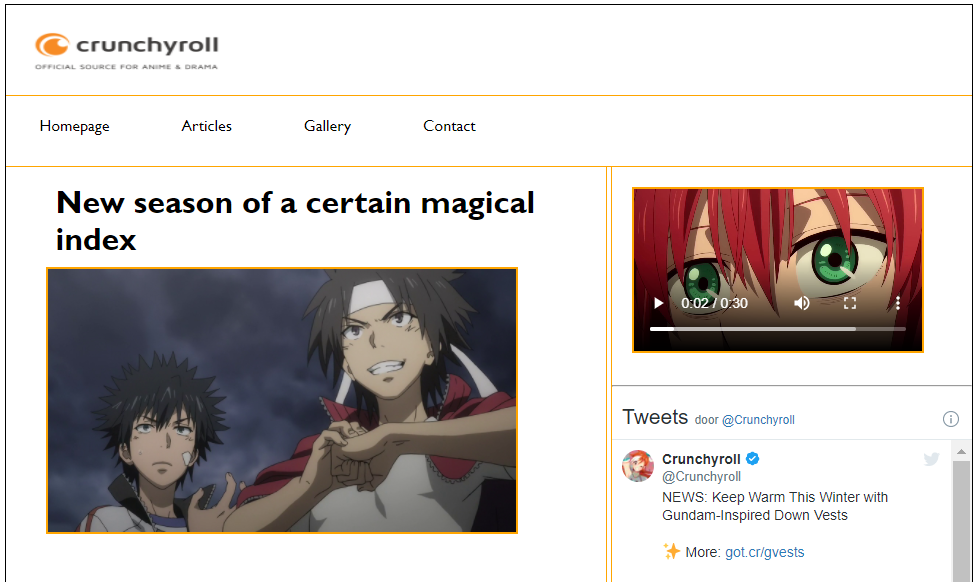 crunchyroll
OFFICIAL SOURCE FOR ANIME & DRAMA
Homepage Articles Gallery Contact
New season of a certain magical
index
0:02 / 0:30
Tweets door @Crunchyroll
Crunchyroll
@Crunchyroll
NEWS: Keep Warm This Winter with
Gundam-Inspired Down Vests
✨ More: got.cr/gvests